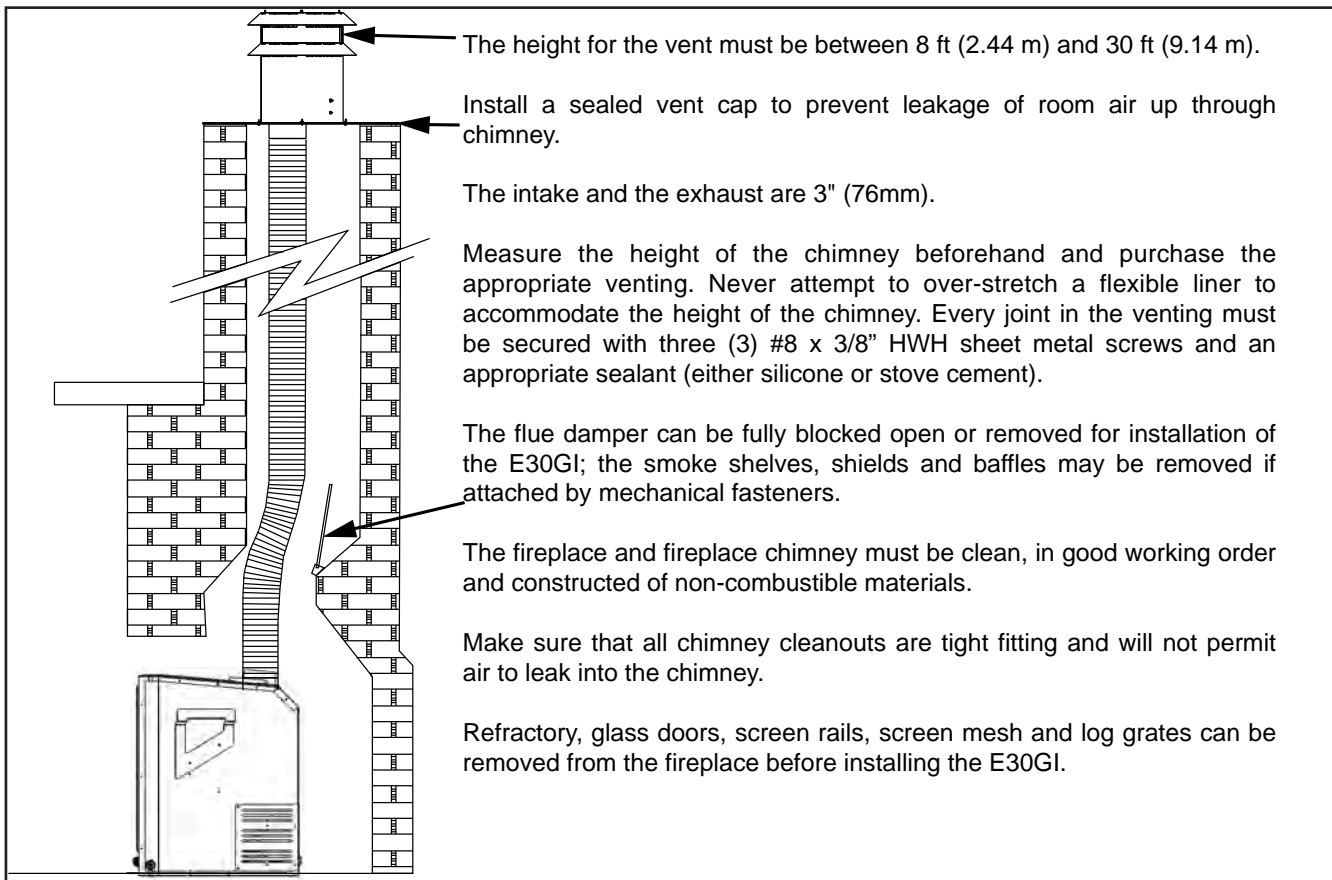 The height for the vent must be between 8 ft (2.44 m) and 30 ft (9.14 m).
Install a sealed vent cap to prevent leakage of room air up through
chimney.
The intake and the exhaust are 3" (76mm).
Measure the height of the chimney beforehand and purchase the
appropriate venting. Never attempt to over-stretch a flexible liner to
accommodate the height of the chimney. Every joint in the venting must
be secured with three (3) #8 x 3/8” HWH sheet metal screws and an
appropriate sealant (either silicone or stove cement).
The flue damper can be fully blocked open or removed for installation of
the E30GI; the smoke shelves, shields and baffles may be removed if
attached by mechanical fasteners.
The fireplace and fireplace chimney must be clean, in good working order
and constructed of non-combustible materials.
Make sure that all chimney cleanouts are tight fitting and will not permit
air to leak into the chimney.
Refractory, glass doors, screen rails, screen mesh and log grates can be
removed from the fireplace before installing the E30GI.